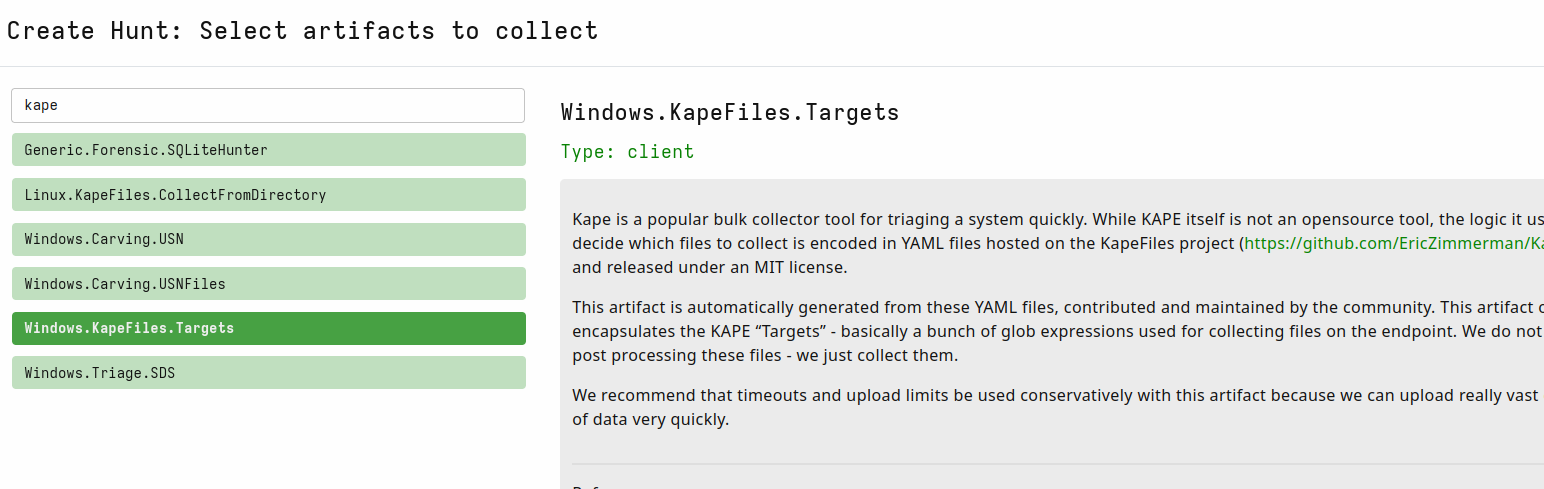 Create Hunt: Select artifacts to collect
kape
Generic.Forensic.SQLiteHunter
Linux.KapeFiles.CollectFromDirectory
Windows.Carving.USN
Windows.Carving.USNFiles
Windows.KapeFiles.Targets
Windows.Triage.SDS
Windows.KapeFiles.Targets
Type: client
Kape is a popular bulk collector tool for triaging a system quickly. While KAPE itself is not an opensource tool, the logic it us
decide which files to collect is encoded in YAML files hosted on the KapeFiles project (https://github.com/EricZimmerman/Ka
and released under an MIT license.
This artifact is automatically generated from these YAML files, contributed and maintained by the community. This artifact
encapsulates the KAPE “Targets” - basically a bunch of glob expressions used for collecting files on the endpoint. We do not
post processing these files - we just collect them.
We recommend that timeouts and upload limits be used conservatively with this artifact because we can upload really vast
of data very quickly.